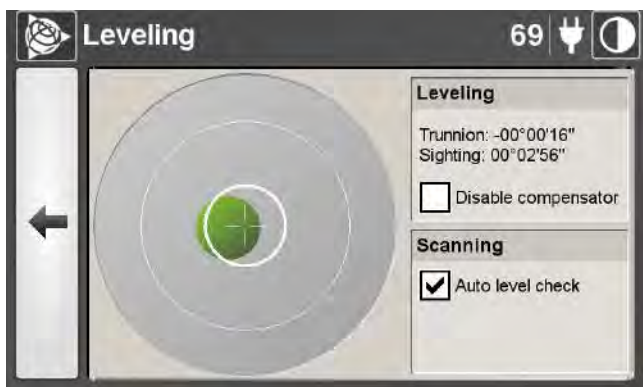 Leveling
69
Leveling
Trunnion: -00°00'16"
Sighting: 00°02'56"
Disable compensator
Scanning
Auto level check